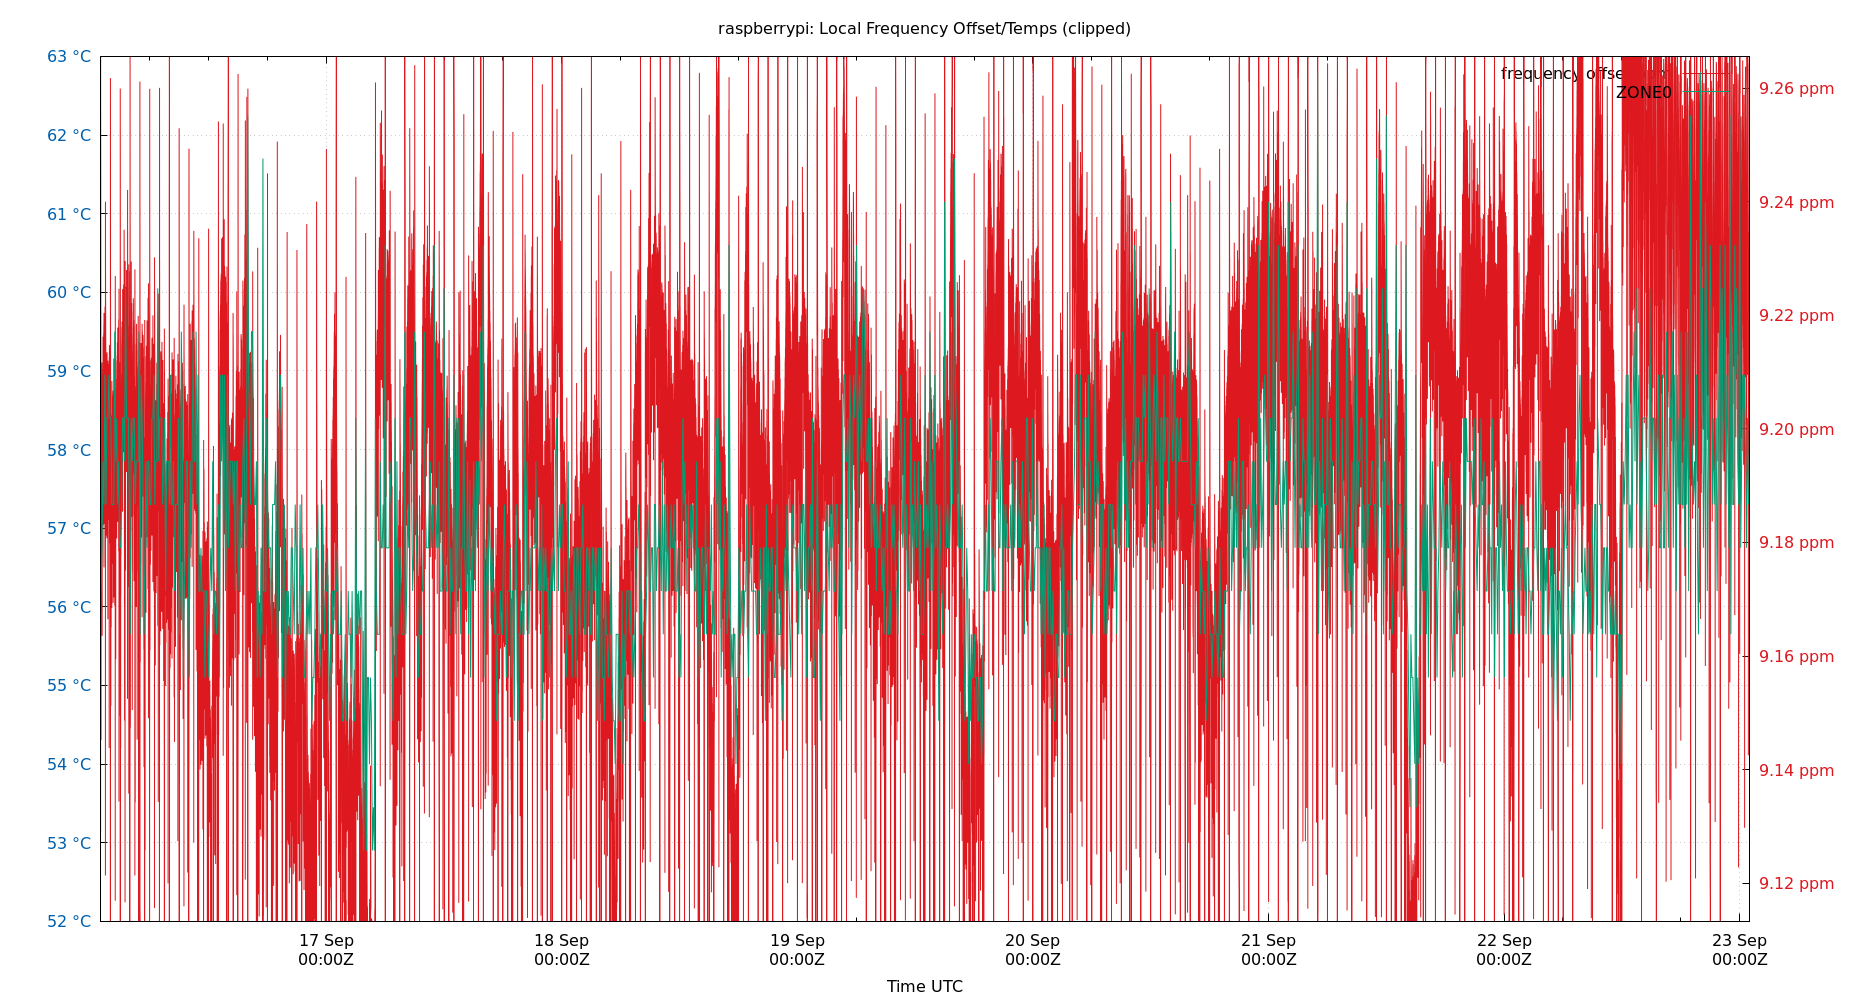 raspberrypi: Local Frequency Offset/Temps (clipped)
63 °C
62 °C
61 °C
60 °C
59 °C
58 °C
57 °C
56 °C
55 °C
54 °C
53 °C
52 °C
frequency offse
ZONE0
9.26 ppm
9.24 ppm
9.22 ppm
9.20 ppm
9.18 ppm
9.16 ppm
9.14 ppm
9.12 ppm
17 Sep
00:00Z
18 Sep
00:00Z
19 Sep
00:00Z
20 Sep
00:00Z
21 Sep
00:00Z
22 Sep
00:00Z
23 Sep
00:00Z
Time UTC